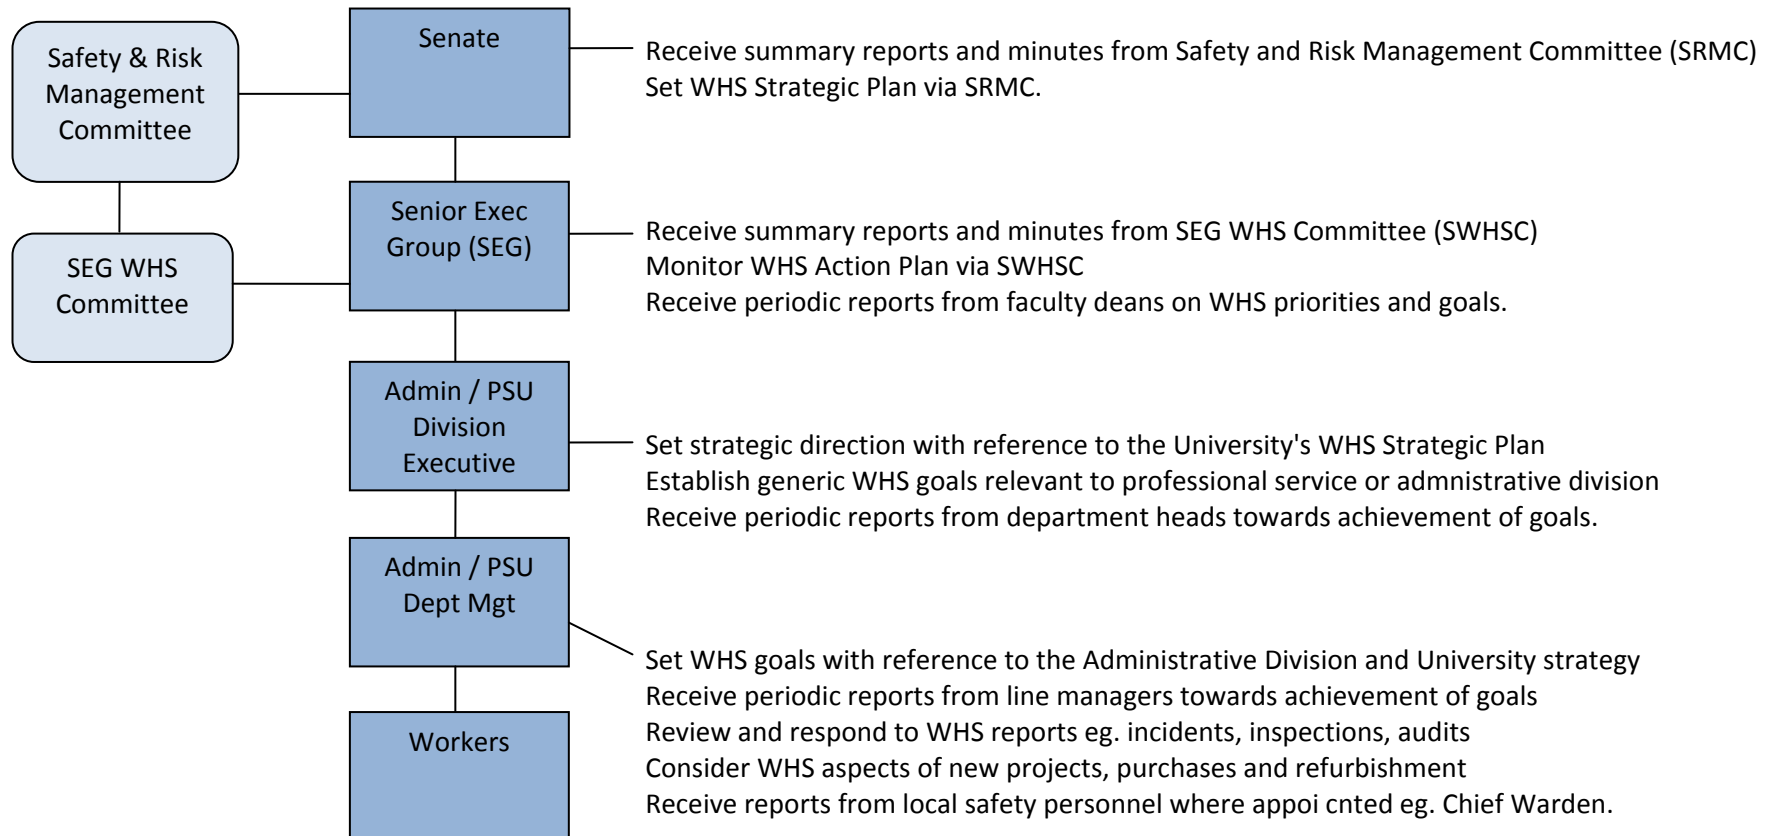 Safety & Risk
Management
Committee
Senate
Receive summary reports and minutes from Safety and Risk Management Committee (SRMC)
Set WHS Strategic Plan via SRMC.
SEG WHS
Committee
Senior Exec
Group (SEG)
Receive summary reports and minutes from SEG WHS Committee (SWHSC)
Monitor WHS Action Plan via SWHSC
Receive periodic reports from faculty deans on WHS priorities and goals.
Admin / PSU
Division
Executive
Set strategic direction with reference to the University's WHS Strategic Plan
Establish generic WHS goals relevant to professional service or admnistrative division
Receive periodic reports from department heads towards achievement of goals.
Admin / PSU
Dept Mgt
Set WHS goals with reference to the Administrative Division and University strategy
Receive periodic reports from line managers towards achievement of goals
Review and respond to WHS reports eg. incidents, inspections, audits
Consider WHS aspects of new projects, purchases and refurbishment
Receive reports from local safety personnel where appoi cnted eg. Chief Warden.
Workers